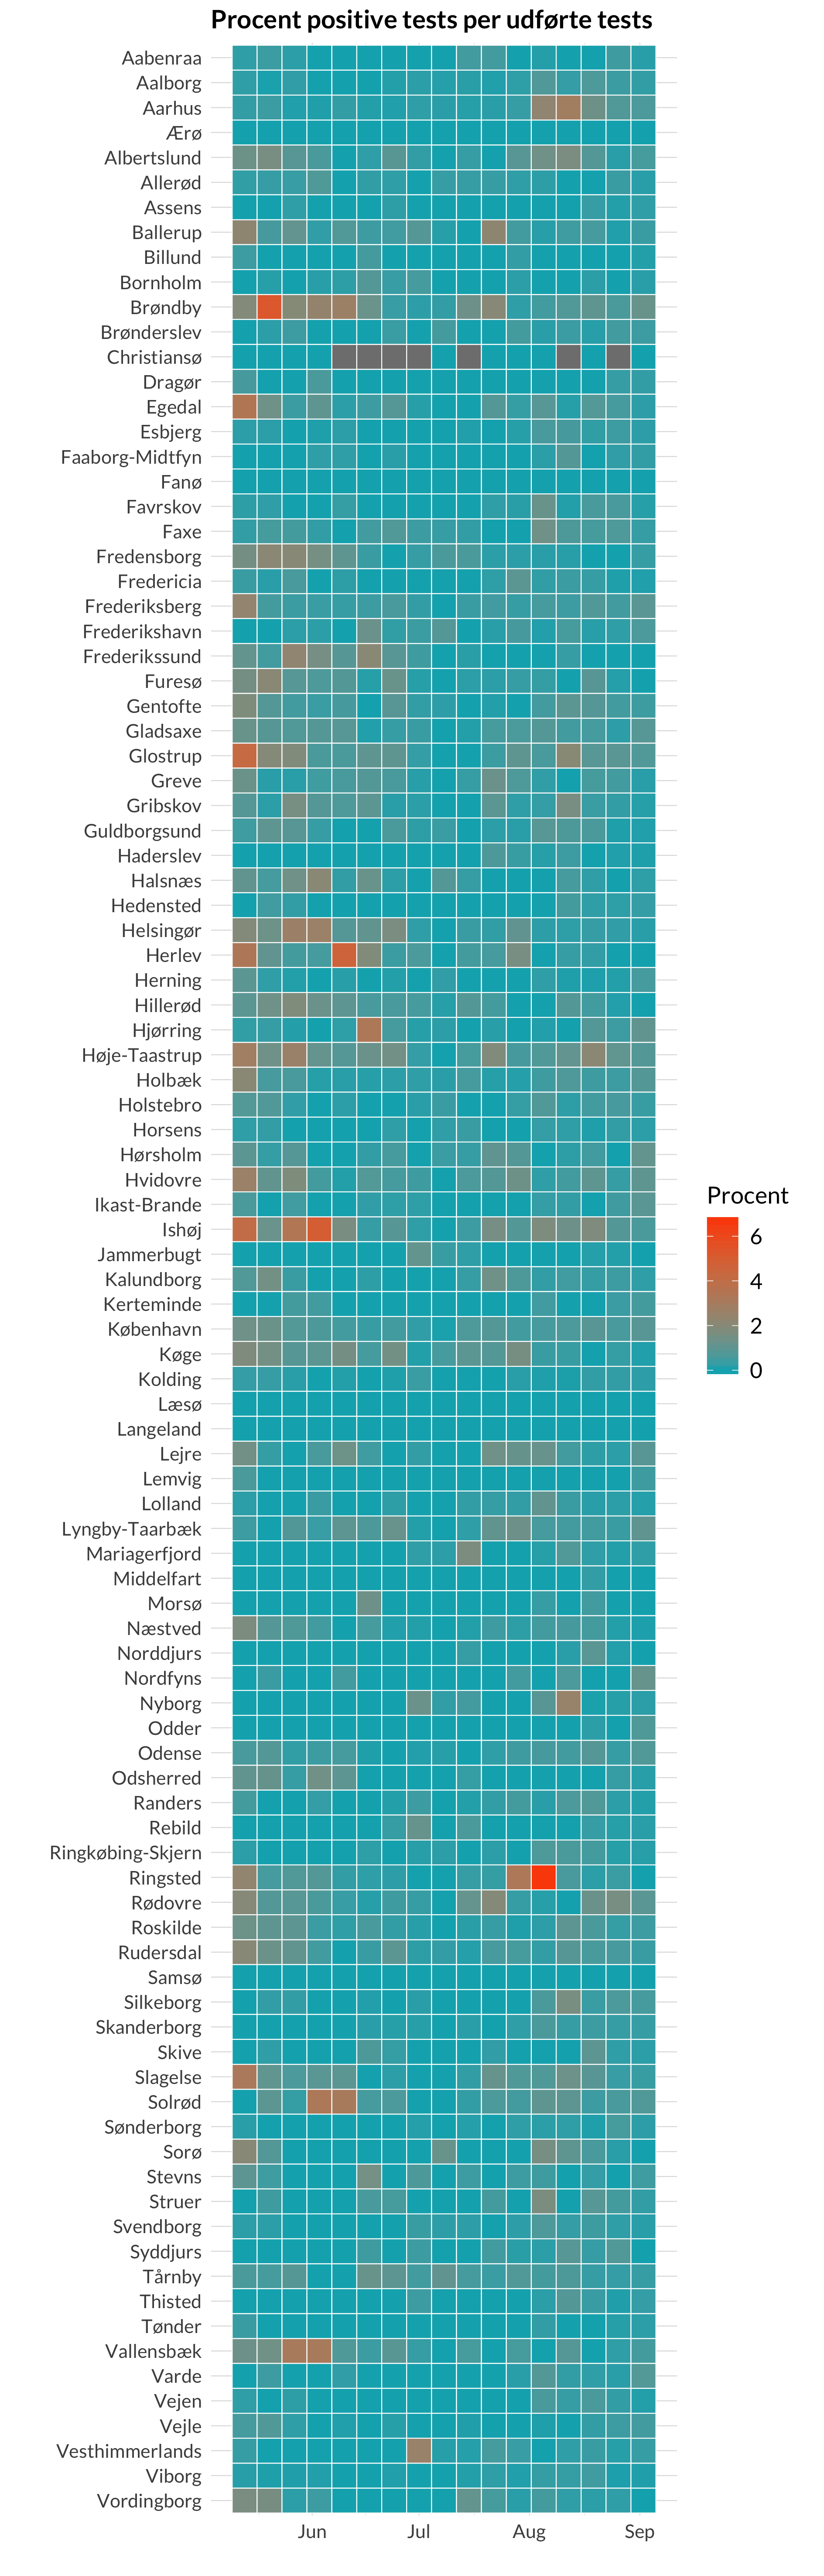 Procent positive tests per udførte tests
Aabenraa
Aalborg
Aarhus
Ærø
Albertslund
Allerød
Assens
Ballerup
Billund
Bornholm
Brøndby
Brønderslev
Christiansø
Dragør
Egedal
Esbjerg
Faaborg-Midtfyn
Fanø
Favrskov
Faxe
Fredensborg
Fredericia
Frederiksberg
Frederikshavn
Frederikssund
Furesø
Gentofte
Gladsaxe
Glostrup
Greve
Gribskov
Guldborgsund
Haderslev
Halsnæs
Hedensted
Helsingør
Herlev
Herning
Hillerød
Hjørring
Høje-Taastrup
Holbæk
Holstebro
Horsens
Hørsholm
Hvidovre
Ikast-Brande
Ishøj
Jammerbugt
Kalundborg
Kerteminde
København
Køge
Kolding
Læsø
Langeland
Lejre
Lemvig
Lolland
Lyngby-Taarbæk
Mariagerfjord
Middelfart
Morsø
Næstved
Norddjurs
Nordfyns
Nyborg
Odder
Odense
Odsherred
Randers
Rebild
Ringkøbing-Skjern
Ringsted
Rødovre
Roskilde
Rudersdal
Samsø
Silkeborg
Skanderborg
Skive
Slagelse
Solrød
Sønderborg
Sorø
Stevns
Struer
Svendborg
Syddjurs
Tårnby
Thisted
Tønder
Vallensbæk
Varde
Vejen
Vejle
Vesthimmerlands
Viborg
Vordingborg
Jun Jul Aug Sep
Procent
6
4
2
0